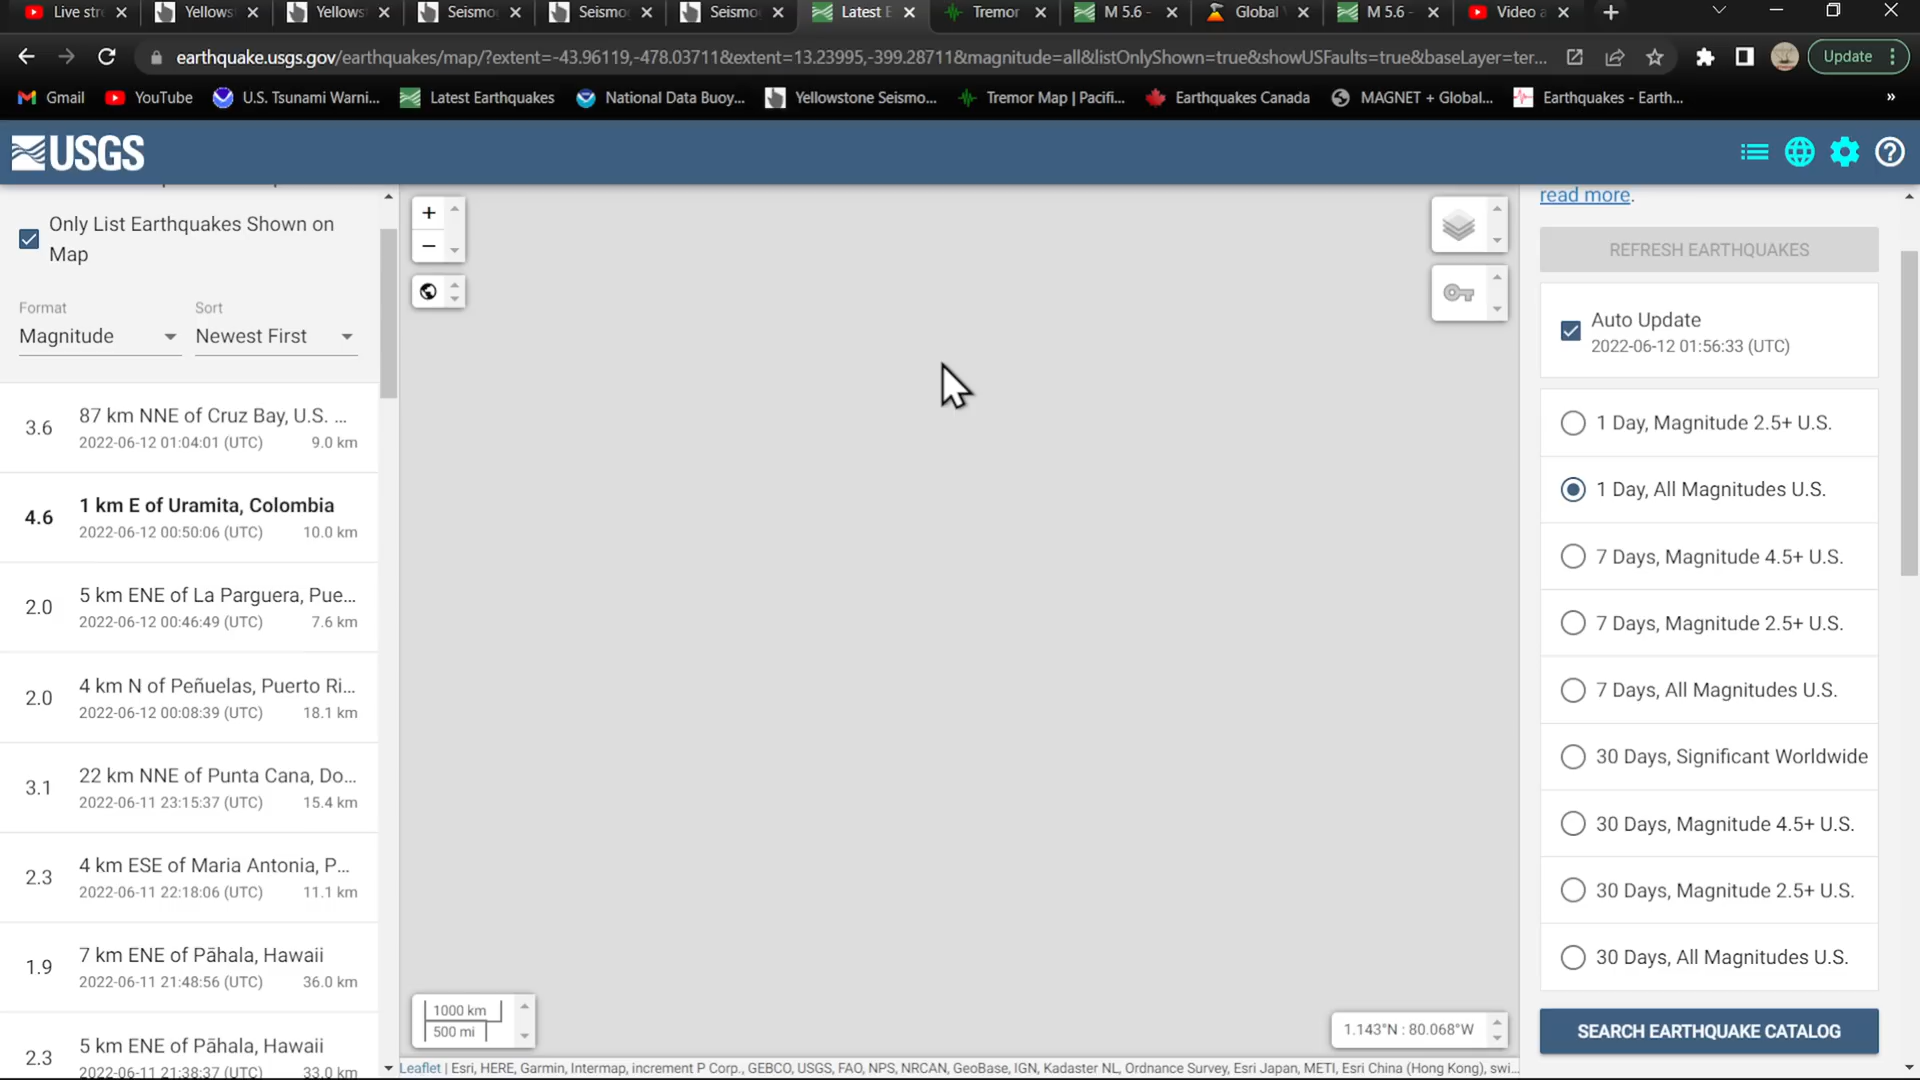 Live str
Yellows
Yellows
Seismo
Seismo
Seismo
Latest E
Tremor
M 5.6 -
Global
M 5.6 -
Video a
earthquake.usgs.gov/earthquakes/map/?extent=-43.96119,-478.03711&extent=13.23995,-399.28711&magnitude=all&listOnlyShown=true&showUSFaults=true&baseLayer=ter...
Update
Gmail
YouTube
U.S. Tsunami Warni...
Latest Earthquakes
National Data Buoy...
Yellowstone Seismo...
Tremor Map | Pacifi...
Earthquakes Canada
MAGNET + Global...
Earthquakes - Earth...
»
USGS
Only List Earthquakes Shown on
Map
Format
Sort
Magnitude
Newest First
3.6
87 km NNE of Cruz Bay, U.S. ...
2022-06-12 01:04:01 (UTC)
9.0 km
4.6
1 km E of Uramita, Colombia
2022-06-12 00:50:06 (UTC)
10.0 km
2.0
5 km ENE of La Parguera, Pue...
2022-06-12 00:46:49 (UTC)
7.6 km
2.0
4 km N of Peñuelas, Puerto Ri...
2022-06-12 00:08:39 (UTC)
18.1 km
3.1
22 km NNE of Punta Cana, Do...
2022-06-11 23:15:37 (UTC)
15.4 km
2.3
4 km ESE of Maria Antonia, P...
2022-06-11 22:18:06 (UTC)
11.1 km
1.9
7 km ENE of Pāhala, Hawaii
2022-06-11 21:48:56 (UTC)
36.0 km
2.3
5 km ENE of Pāhala, Hawaii
2022-06-11 21:38:37 (UTC)
33.0 km
+
−
1000 km
500 mi
1.143°N : 80.068°W
Leaflet | Esri, HERE, Garmin, Intermap, increment P Corp., GEBCO, USGS, FAO, NPS, NRCAN, GeoBase, IGN, Kadaster NL, Ordnance Survey, Esri Japan, METI, Esri China (Hong Kong), swi...
read more.
REFRESH EARTHQUAKES
Auto Update
2022-06-12 01:56:33 (UTC)
1 Day, Magnitude 2.5+ U.S.
1 Day, All Magnitudes U.S.
7 Days, Magnitude 4.5+ U.S.
7 Days, Magnitude 2.5+ U.S.
7 Days, All Magnitudes U.S.
30 Days, Significant Worldwide
30 Days, Magnitude 4.5+ U.S.
30 Days, Magnitude 2.5+ U.S.
30 Days, All Magnitudes U.S.
SEARCH EARTHQUAKE CATALOG